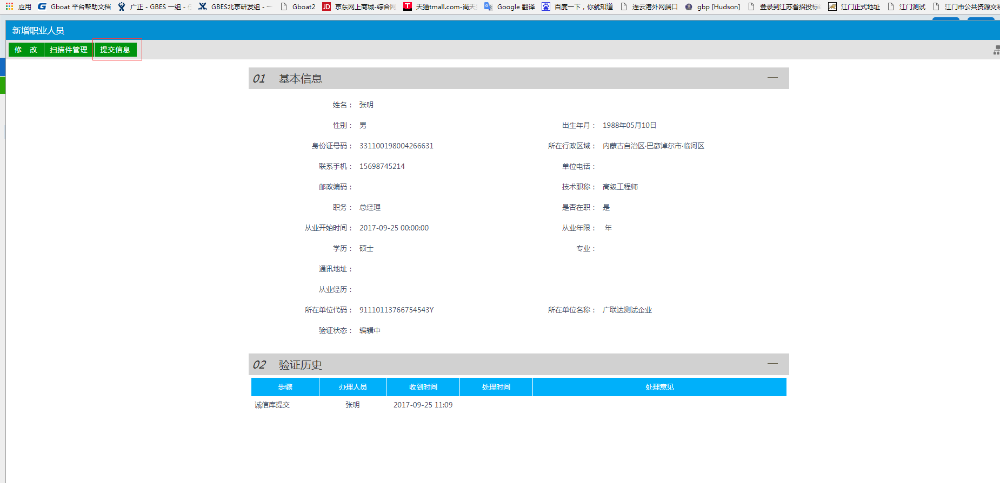 应用 Gboat 平台帮助文档 广正 - GBES 一组 - GBES北京研发组 - 一 Gboat2 京东网上商城-综合网 天猫tmall.com-尚天 Google 翻译 百度一下，你就知道 连云港外网端口 gbp [Hudson] 登录到江苏省招投标 江门正式地址 江门测试 江门市公共资源交易
新增职业人员
修 改 扫描件管理 提交信息
01 基本信息
姓名： 张明
性别： 男 出生年月： 1988年05月10日
身份证号码： 331100198004266631 所在行政区域： 内蒙古自治区·巴彦淖尔市·临河区
联系手机： 15698745214 单位电话：
邮政编码： 技术职称： 高级工程师
职务： 总经理 是否在职： 是
从业开始时间： 2017-09-25 00:00:00 从业年限： 年
学历： 硕士 专业：
通讯地址：
从业经历：
所在单位代码： 91110113766754543Y 所在单位名称： 广联达测试企业
验证状态： 编辑中
02 验证历史
步骤 办理人员 收到时间 处理时间 处理意见
诚信库提交 张明 2017-09-25 11:09